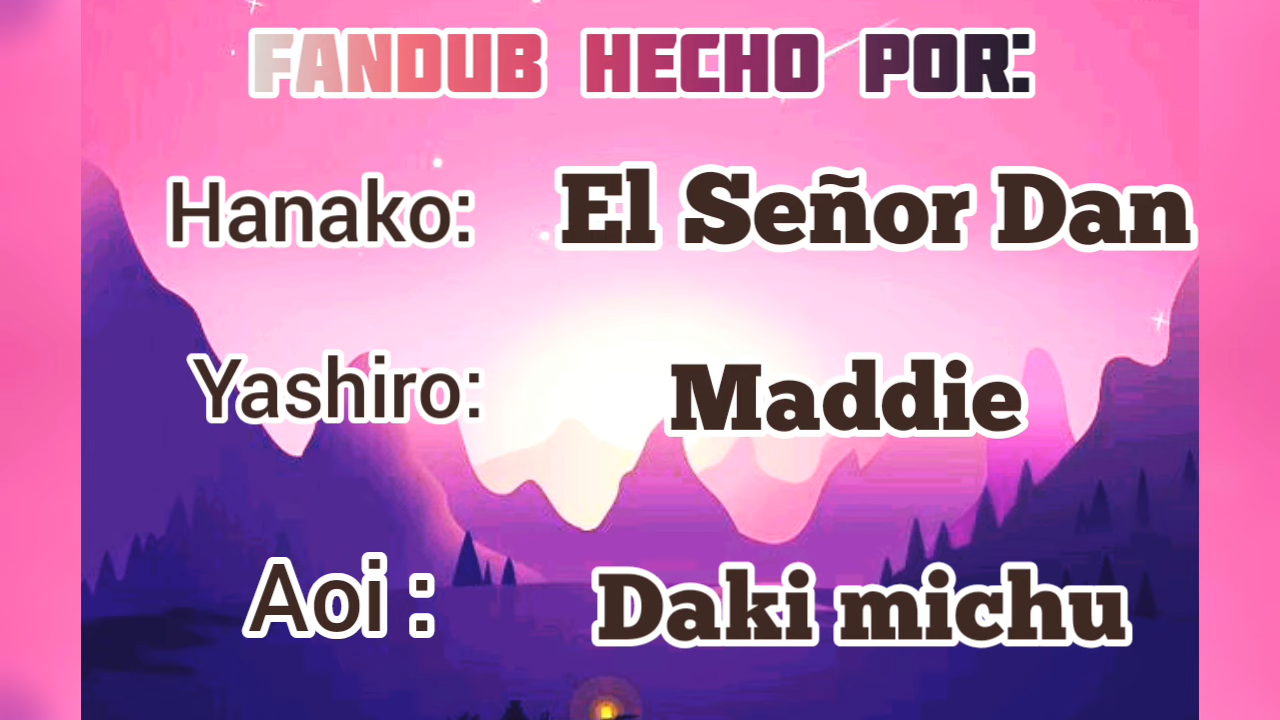 FANDUB HECHO POR:
Hanako: El Señor Dan
Yashiro: Maddie
Aoi : Daki michu